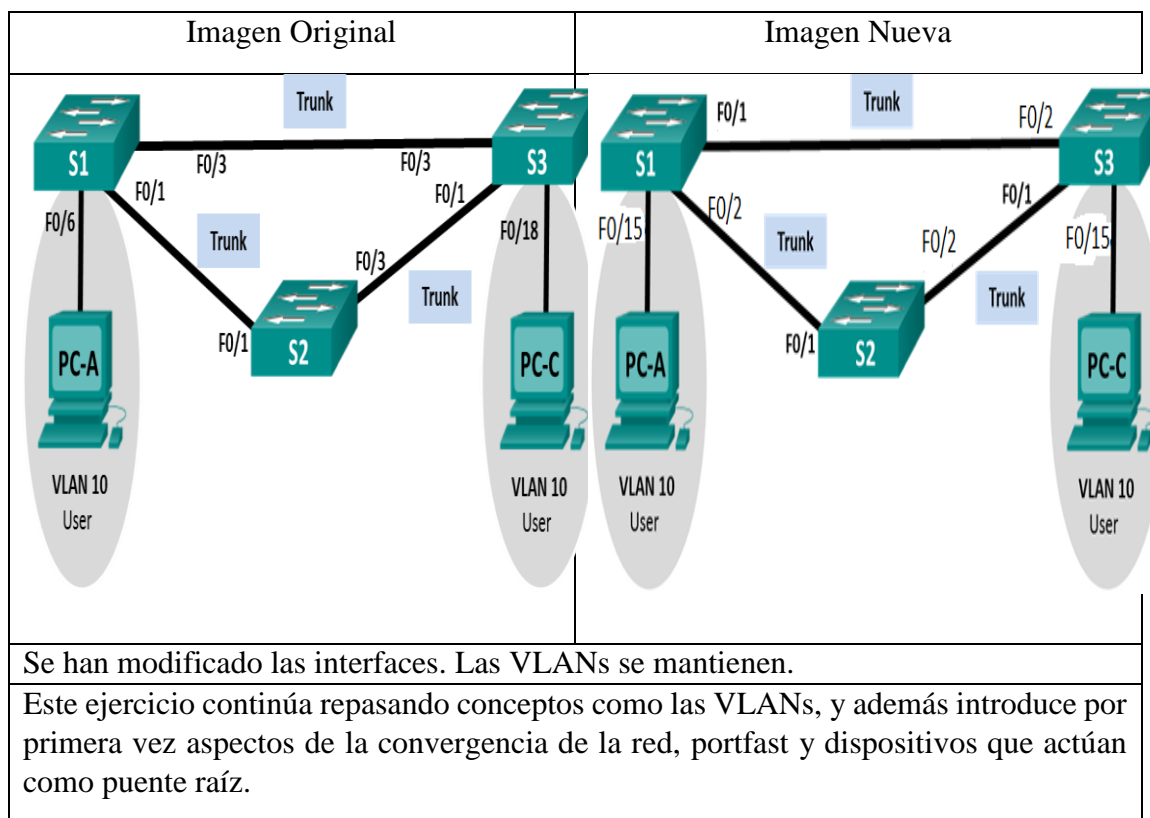 Imagen Original
Imagen Nueva
Trunk
S1
S3
F0/3
F0/3
F0/1
F0/1
F0/6
F0/18
Trunk
F0/3
Trunk
F0/1
S2
PC-A
PC-C
VLAN 10
User
VLAN 10
User
Trunk
F0/1
F0/2
S1
S3
F0/2
F0/1
F0/15
F0/15
Trunk
F0/2
Trunk
F0/1
S2
PC-A
PC-C
VLAN 10
User
VLAN 10
User
Se han modificado las interfaces. Las VLANs se mantienen.
Este ejercicio continúa repasando conceptos como las VLANs, y además introduce por
primera vez aspectos de la convergencia de la red, portfast y dispositivos que actúan
como puente raíz.